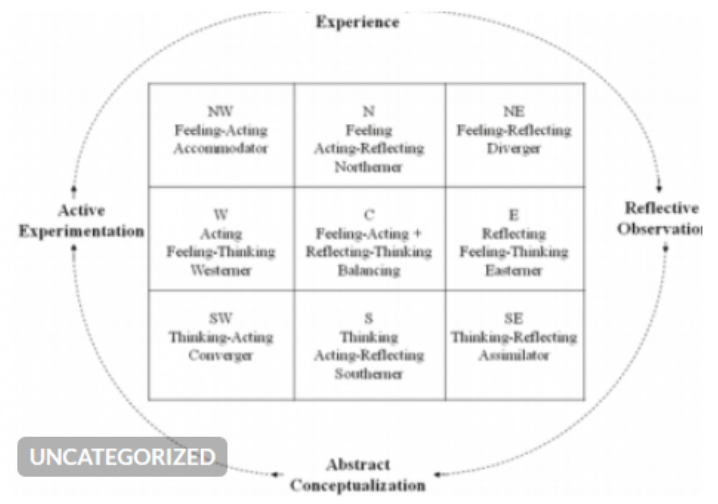 Experience
NW
Feeling-Acting
Accommodator
N
Feeling
Acting-Reflecting
Northerner
NE
Feeling-Reflecting
Diverger
Active
Experimentation
W
Acting
Feeling-Thinking
Westerner
C
Feeling-Acting +
Reflecting-Thinking
Balancing
E
Reflecting
Feeling-Thinking
Easterner
Reflective
Observation
SW
Thinking-Acting
Converger
S
Thinking
Acting-Reflecting
Southerner
SE
Thinking-Reflecting
Assimilator
UNCATEGORIZED
Abstract
Conceptualization